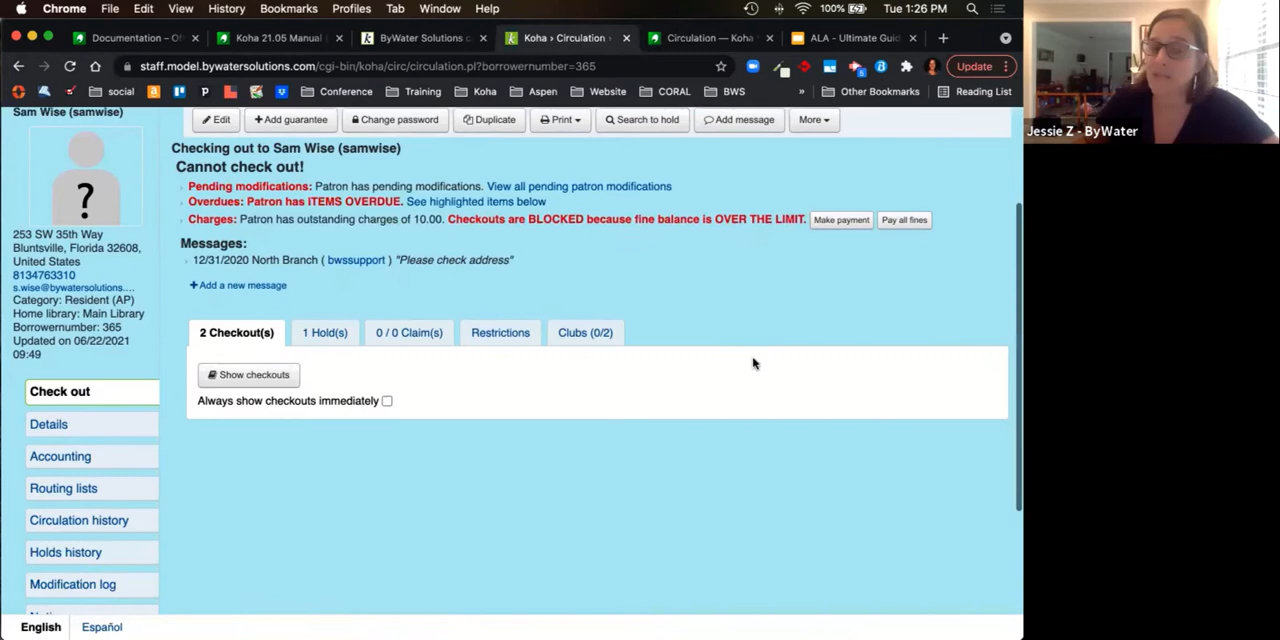 Chrome File Edit View History Bookmarks Profiles Tab Window Help 100% Tue 1:26 PM
Documentation – Of Koha 21.05 Manual ByWater Solutions c Koha › Circulation › Circulation — Koha ALA - Ultimate Guid
staff.model.bywatersolutions.com/cgi-bin/koha/circ/circulation.pl?borrowernumber=365 Update
social Conference Training Koha Aspen Website CORAL BWS » Other Bookmarks Reading List
Jessie Z - ByWater
Sam Wise (samwise)
?
253 SW 35th Way
Bluntsville, Florida 32608,
United States
8134763310
s.wise@bywatersolutions....
Category: Resident (AP)
Home library: Main Library
Borrowernumber: 365
Updated on 06/22/2021
09:49
Check out
Details
Accounting
Routing lists
Circulation history
Holds history
Modification log
English Español
Edit + Add guarantee Change password Duplicate Print Search to hold Add message More
Checking out to Sam Wise (samwise)
Cannot check out!
Pending modifications: Patron has pending modifications. View all pending patron modifications
Overdues: Patron has ITEMS OVERDUE. See highlighted items below
Charges: Patron has outstanding charges of 10.00. Checkouts are BLOCKED because fine balance is OVER THE LIMIT. Make payment Pay all fines
Messages:
12/31/2020 North Branch ( bwssupport ) "Please check address"
+ Add a new message
2 Checkout(s) 1 Hold(s) 0 / 0 Claim(s) Restrictions Clubs (0/2)
Show checkouts
Always show checkouts immediately